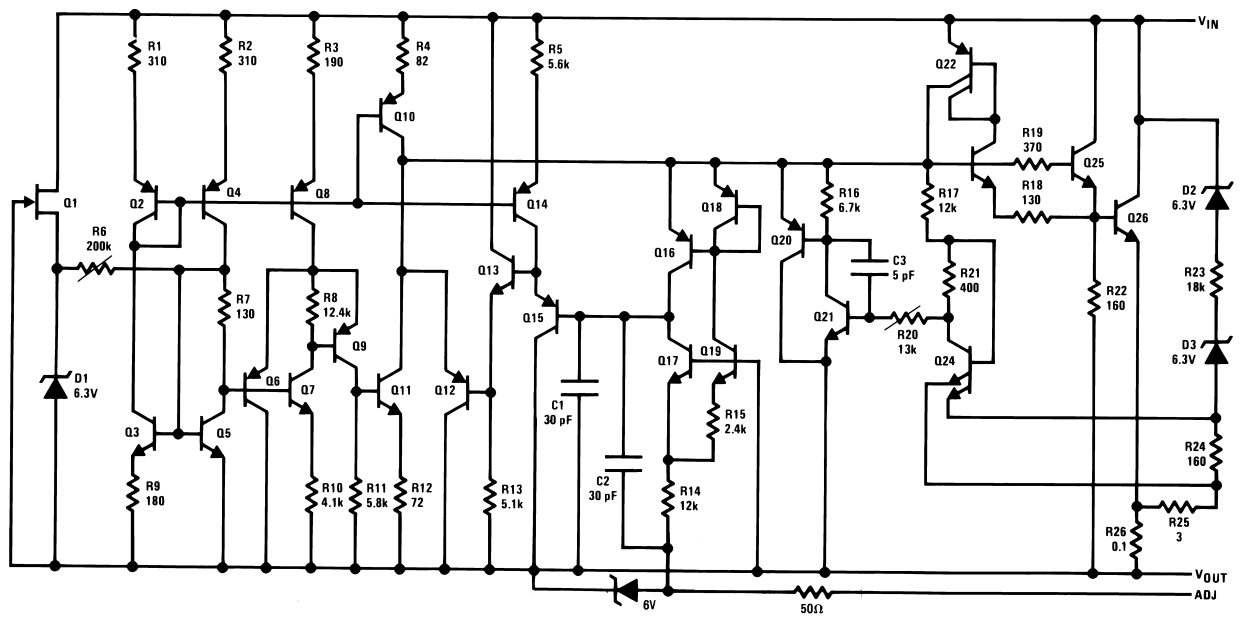 VIN
R1
310
R2
310
R3
190
R4
82
R5
5.6k
Q22
Q10
R19
370
Q25
Q1
Q2
Q4
Q8
Q14
Q18
R16
6.7k
R17
12k
R18
130
D2
6.3V
Q26
R6
200k
Q16
Q20
C3
5 pF
Q13
R21
400
R22
160
R23
18k
R7
130
R8
12.4k
Q15
Q21
R20
13k
Q9
Q17
Q19
Q24
D3
6.3V
D1
6.3V
Q6
Q7
Q11
Q12
C1
30 pF
R15
2.4k
Q3
Q5
R24
160
C2
30 pF
R9
180
R10
4.1k
R11
5.8k
R12
72
R13
5.1k
R14
12k
R25
3
R26
0.1
VOUT
6V
50Ω
ADJ